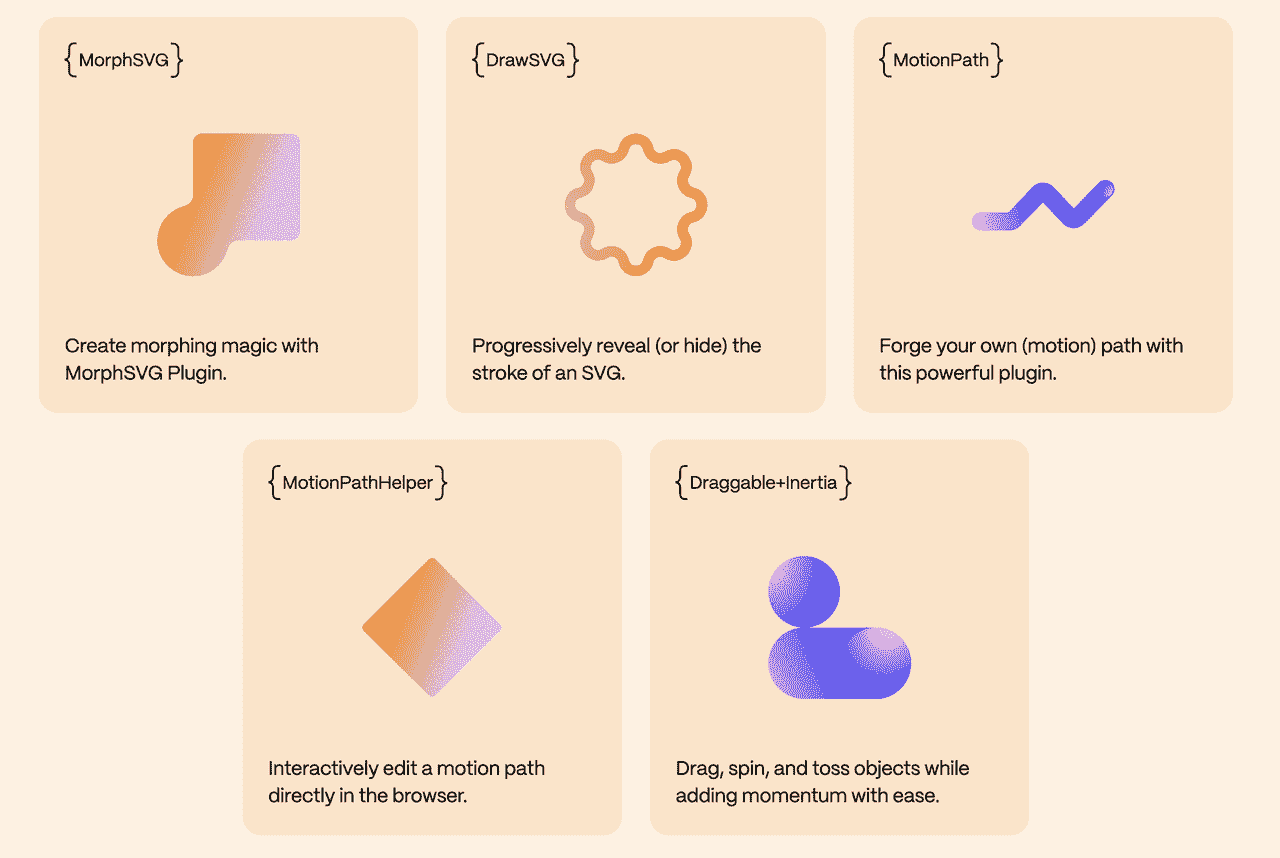 {MorphSVG}
{DrawSVG}
{MotionPath}
Create morphing magic with
MorphSVG Plugin.
Progressively reveal (or hide) the
stroke of an SVG.
Forge your own (motion) path with
this powerful plugin.
{MotionPathHelper}
{Draggable+Inertia}
Interactively edit a motion path
directly in the browser.
Drag, spin, and toss objects while
adding momentum with ease.